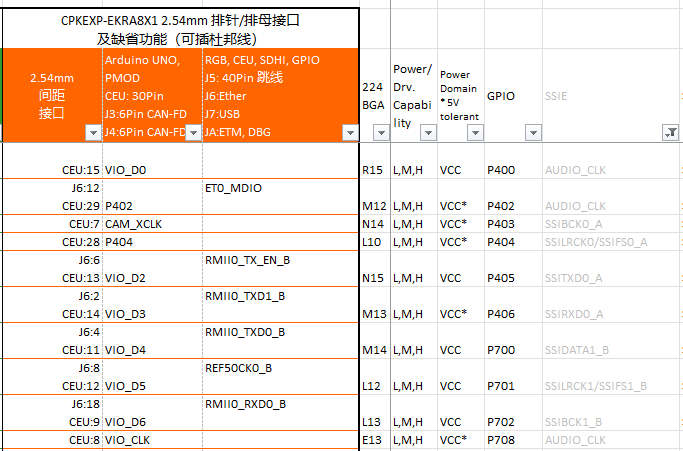 CPKEXP-EKRA8X1 2.54mm 排针/排母接口
及缺省功能（可插杜邦线）
2.54mm
间距
接口
Arduino UNO,
PMOD
CEU: 30Pin
J3:6Pin CAN-FD
J4:6Pin CAN-FD
RGB, CEU, SDHI, GPIO
J5: 40Pin 跳线
J6:Ether
J7:USB
JA:ETM, DBG
224
BGA
Power/
Drv.
Capabi
lity
Power
Domain
* 5V
tolerant
GPIO
SSIE
CEU:15 VIO_D0 R15 L,M,H VCC P400 AUDIO_CLK
J6:12 ET0_MDIO
CEU:29 P402 M12 L,M,H VCC* P402 AUDIO_CLK
CEU:7 CAM_XCLK N14 L,M,H VCC* P403 SSIBCK0_A
CEU:28 P404 L10 L,M,H VCC* P404 SSILRCK0/SSIFS0_A
J6:6 RMII0_TX_EN_B
CEU:13 VIO_D2 N15 L,M,H VCC P405 SSITXD0_A
J6:2 RMII0_TXD1_B
CEU:14 VIO_D3 M13 L,M,H VCC* P406 SSIRXD0_A
J6:4 RMII0_TXD0_B
CEU:11 VIO_D4 M14 L,M,H VCC P700 SSIDATA1_B
J6:8 REF50CK0_B
CEU:12 VIO_D5 L12 L,M,H VCC P701 SSILRCK1/SSIFS1_B
J6:18 RMII0_RXD0_B
CEU:9 VIO_D6 L13 L,M,H VCC P702 SSIBCK1_B
CEU:8 VIO_CLK E13 L,M,H VCC* P708 AUDIO_CLK